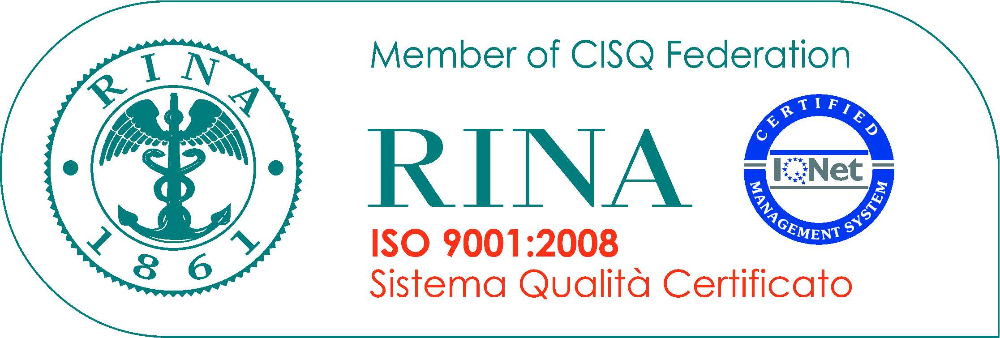 RINA
1861
Member of CISQ Federation
RINA
ISO 9001:2008
Sistema Qualità Certificato
CERTIFIED
IQNet
MANAGEMENT SYSTEM